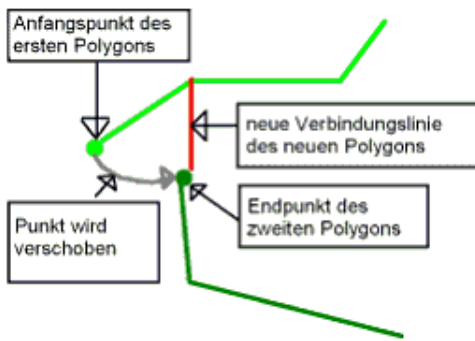 Anfangspunkt des
ersten Polygons
neue Verbindungslinie
des neuen Polygons
Punkt wird
verschoben
Endpunkt des
zweiten Polygons